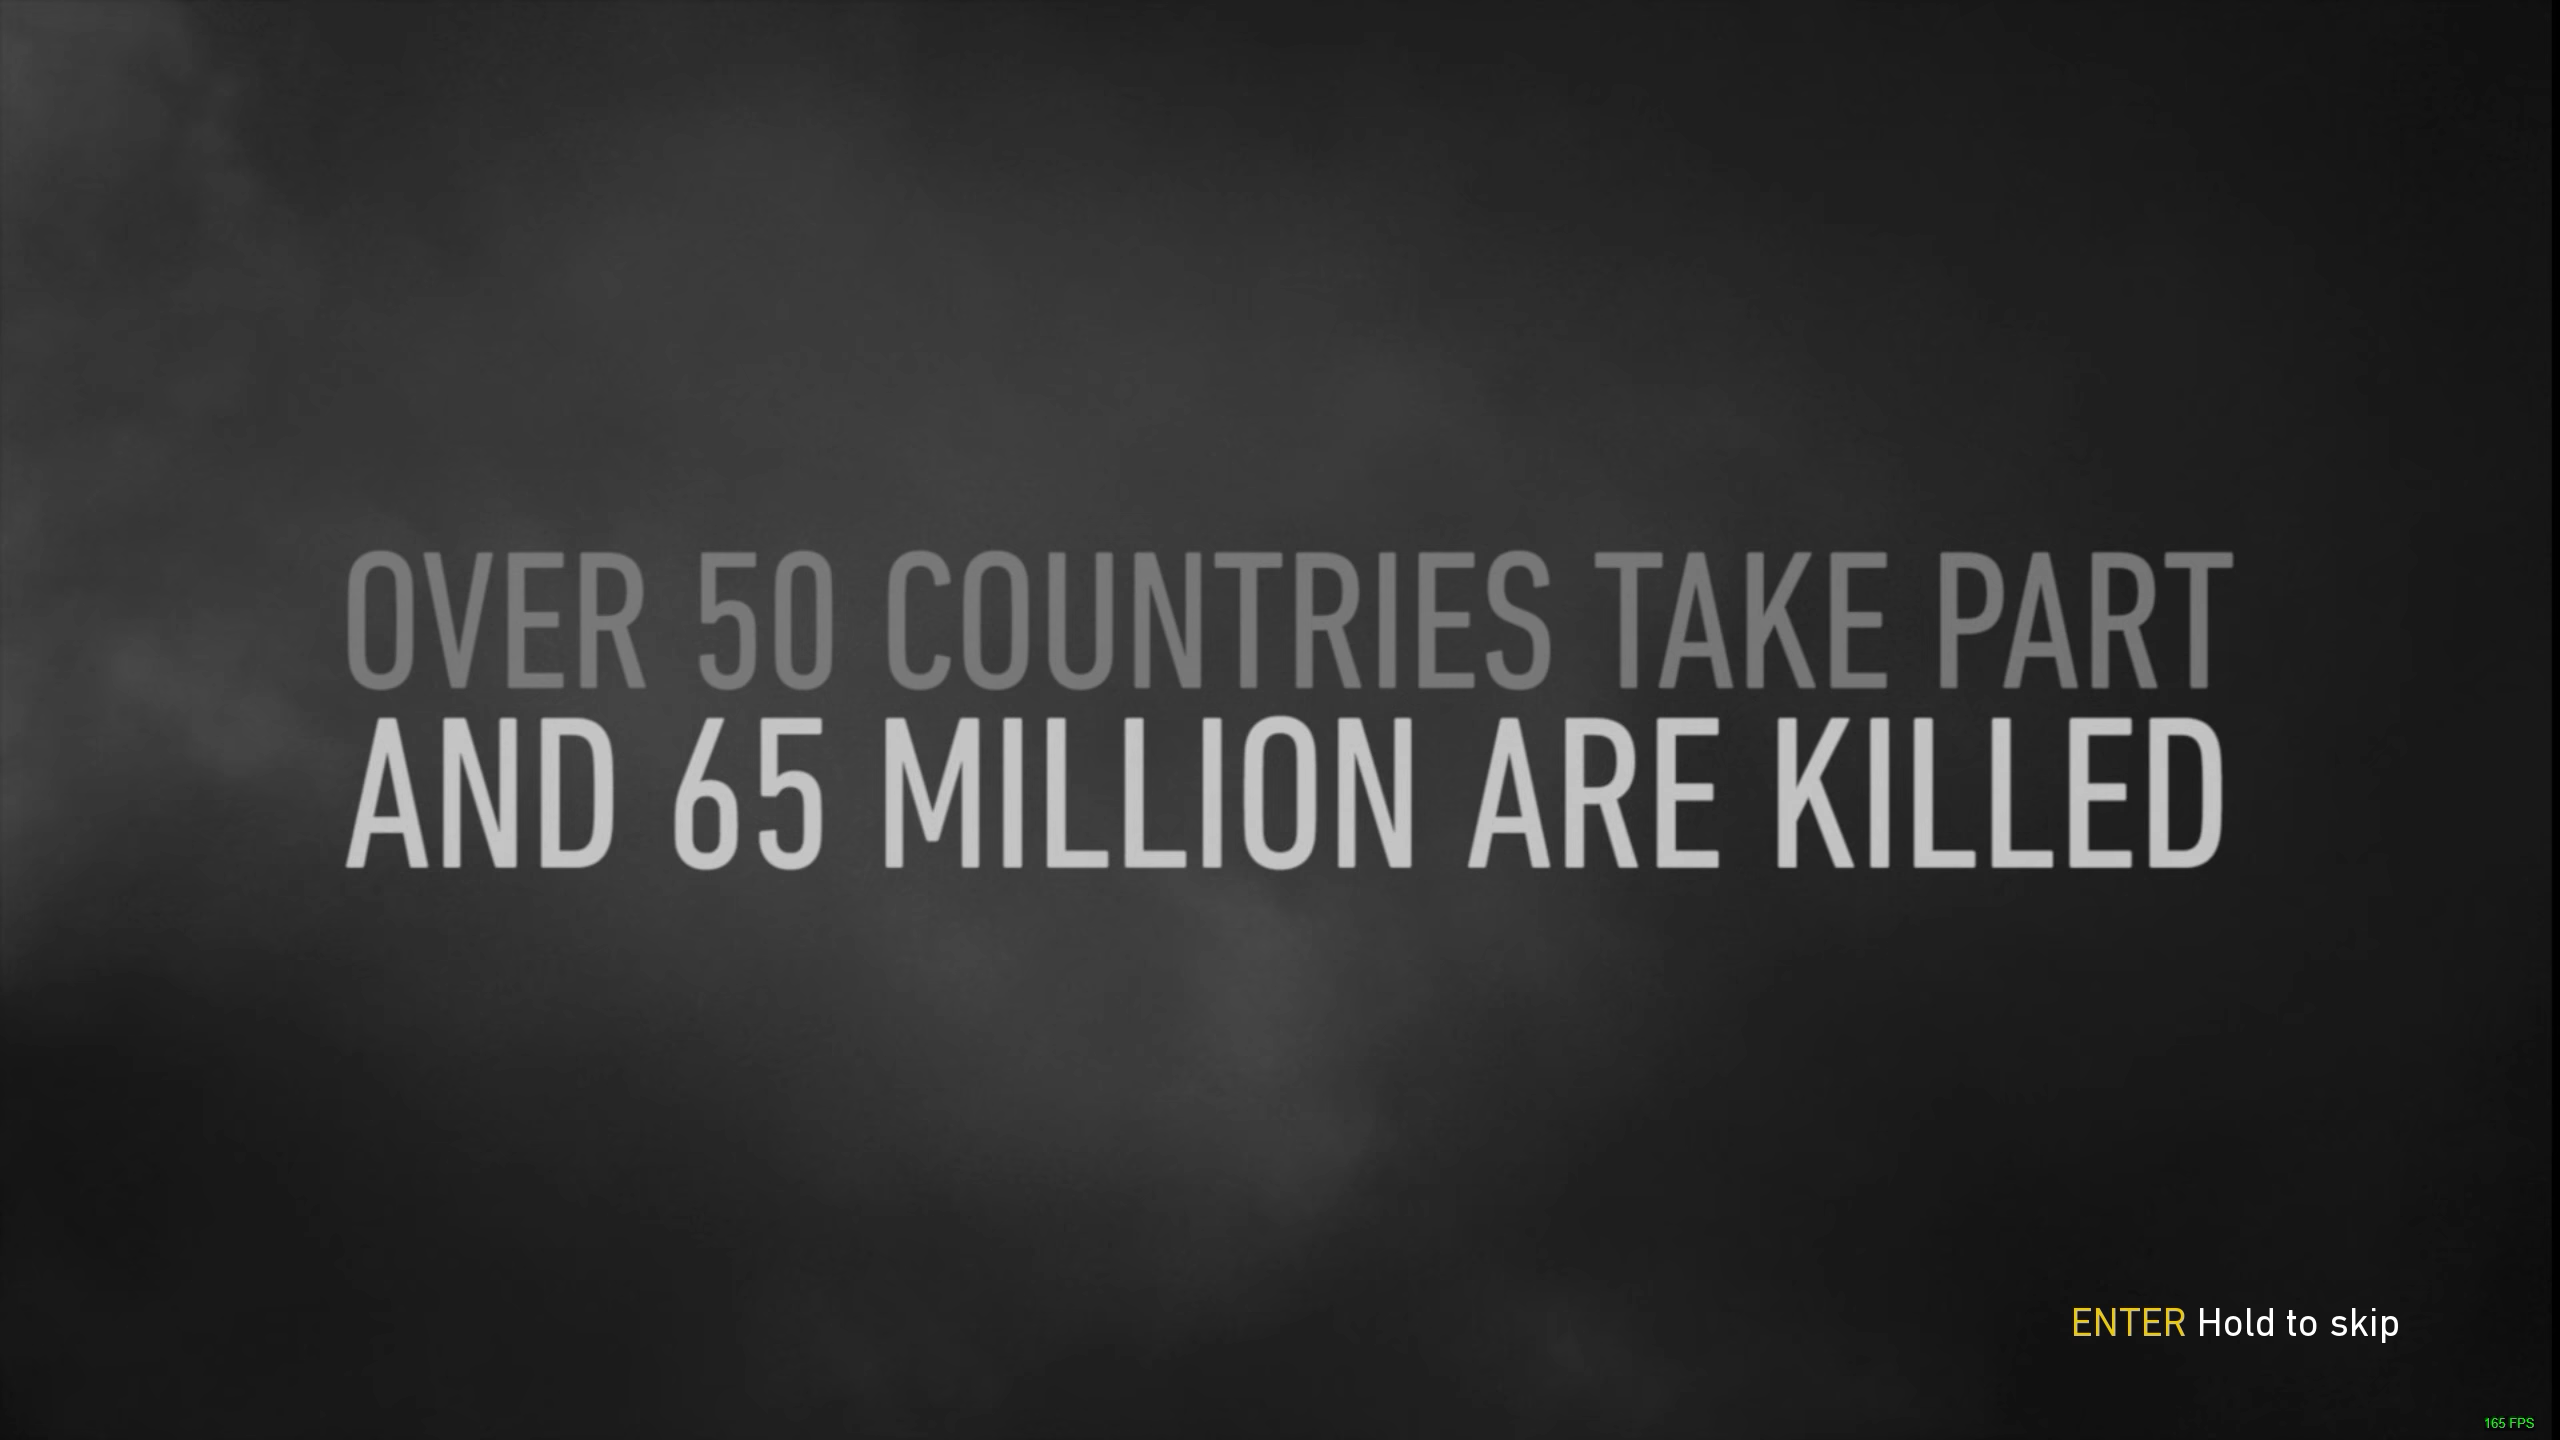 OVER 50 COUNTRIES TAKE PART
AND 65 MILLION ARE KILLED
ENTER Hold to skip
165 FPS